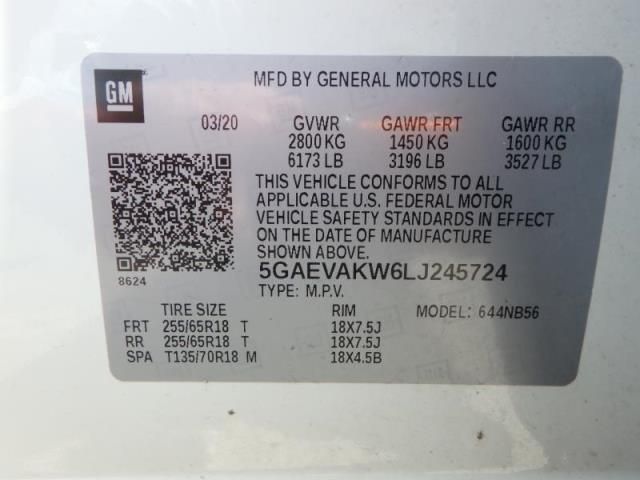 GM
MFD BY GENERAL MOTORS LLC
03/20 GVWR GAWR FRT GAWR RR
2800 KG 1450 KG 1600 KG
6173 LB 3196 LB 3527 LB
THIS VEHICLE CONFORMS TO ALL
APPLICABLE U.S. FEDERAL MOTOR
VEHICLE SAFETY STANDARDS IN EFFECT
ON THE DATE OF MANUFACTURE
SHOWN ABOVE.
8624
5GAEVAKW6LJ245724
TYPE: M.P.V.
TIRE SIZE RIM MODEL: 644NB56
FRT 255/65R18 T 18X7.5J
RR 255/65R18 T 18X7.5J
SPA T135/70R18 M 18X4.5B